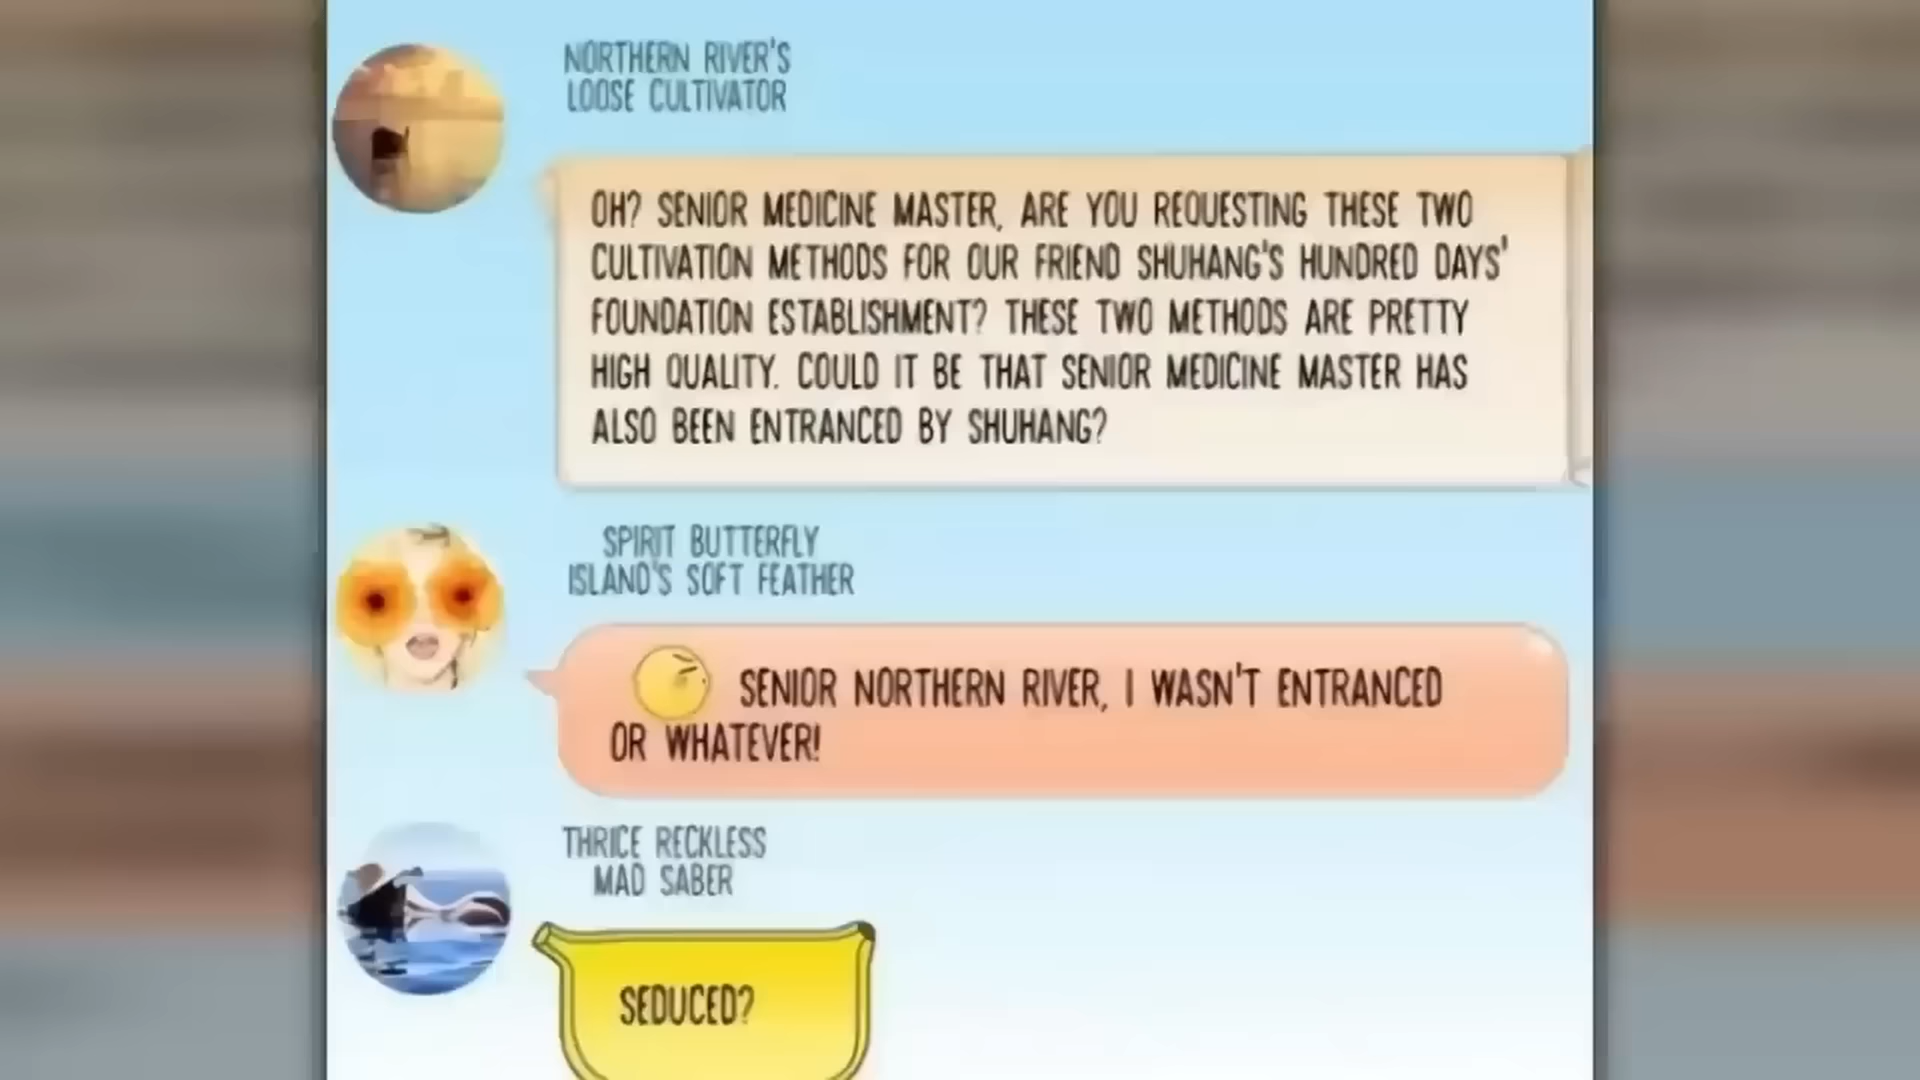 NORTHERN RIVER'S
LOOSE CULTIVATOR
OH? SENIOR MEDICINE MASTER, ARE YOU REQUESTING THESE TWO
CULTIVATION METHODS FOR OUR FRIEND SHUHANG'S HUNDRED DAYS'
FOUNDATION ESTABLISHMENT? THESE TWO METHODS ARE PRETTY
HIGH QUALITY. COULD IT BE THAT SENIOR MEDICINE MASTER HAS
ALSO BEEN ENTRANCED BY SHUHANG?
SPIRIT BUTTERFLY
ISLAND'S SOFT FEATHER
SENIOR NORTHERN RIVER, I WASN'T ENTRANCED
OR WHATEVER!
THRICE RECKLESS
MAD SABER
SEDUCED?